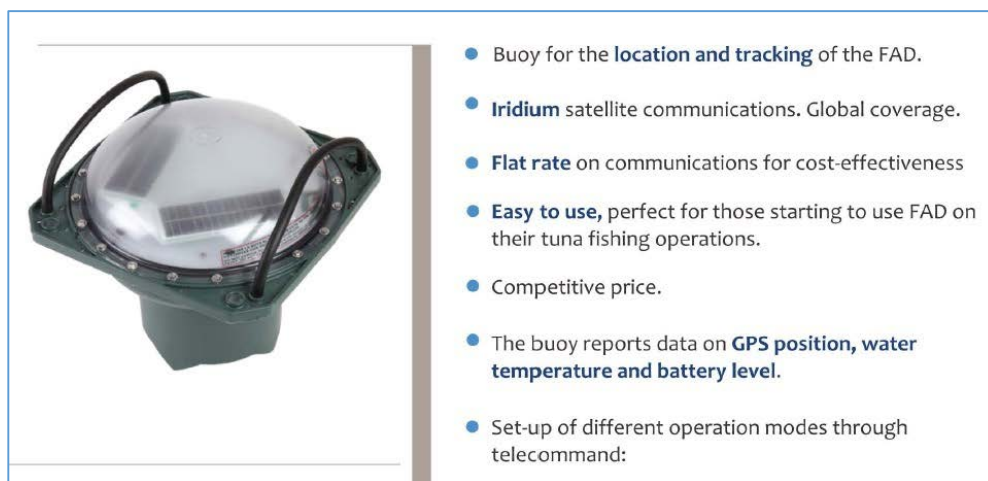 Buoy for the location and tracking of the FAD.
Iridium satellite communications. Global coverage.
Flat rate on communications for cost-effectiveness
Easy to use, perfect for those starting to use FAD on
their tuna fishing operations.
Competitive price.
The buoy reports data on GPS position, water
temperature and battery level.
Set-up of different operation modes through
telecommand: